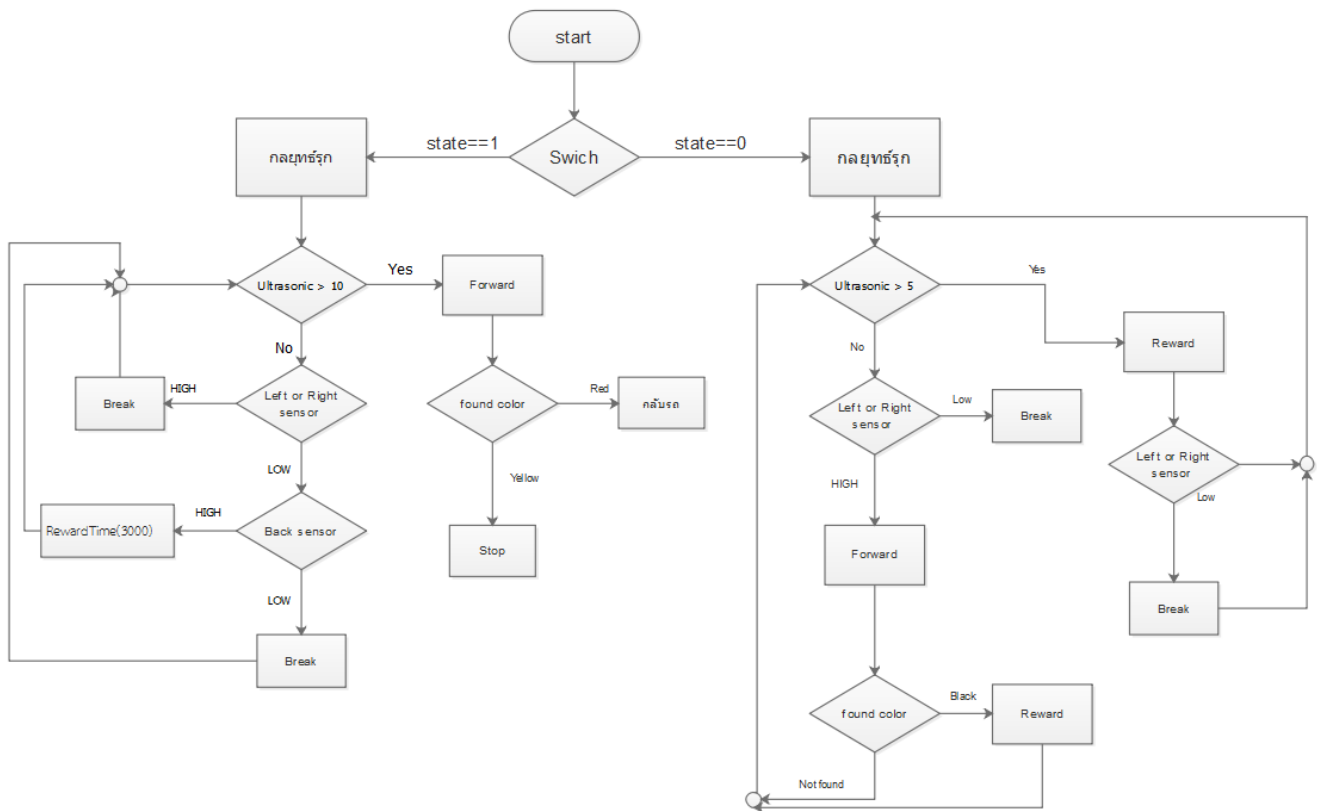 start
Swich
state==1
state==0
กลยุทธ์รุก
กลยุทธ์รุก
Ultrasonic > 10
Yes
Forward
No
Left or Right
sensor
HIGH
Break
LOW
Back sensor
HIGH
RewardTime(3000)
LOW
Break
found color
Red
กลับรถ
Yellow
Stop
Ultrasonic > 5
Yes
Reward
No
Left or Right
sensor
Low
Break
HIGH
Forward
found color
Black
Reward
Not found
Left or Right
sensor
Low
Break